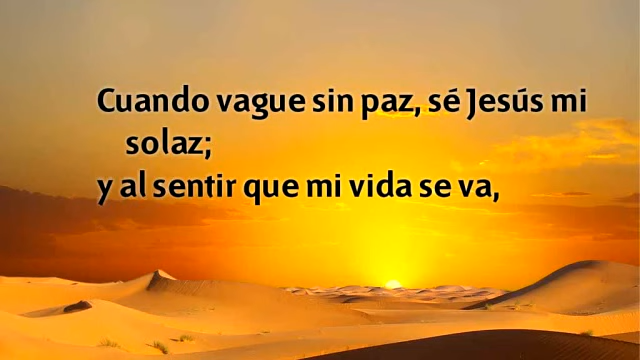 Cuando vague sin paz, sé Jesús mi
solaz;
y al sentir que mi vida se va,